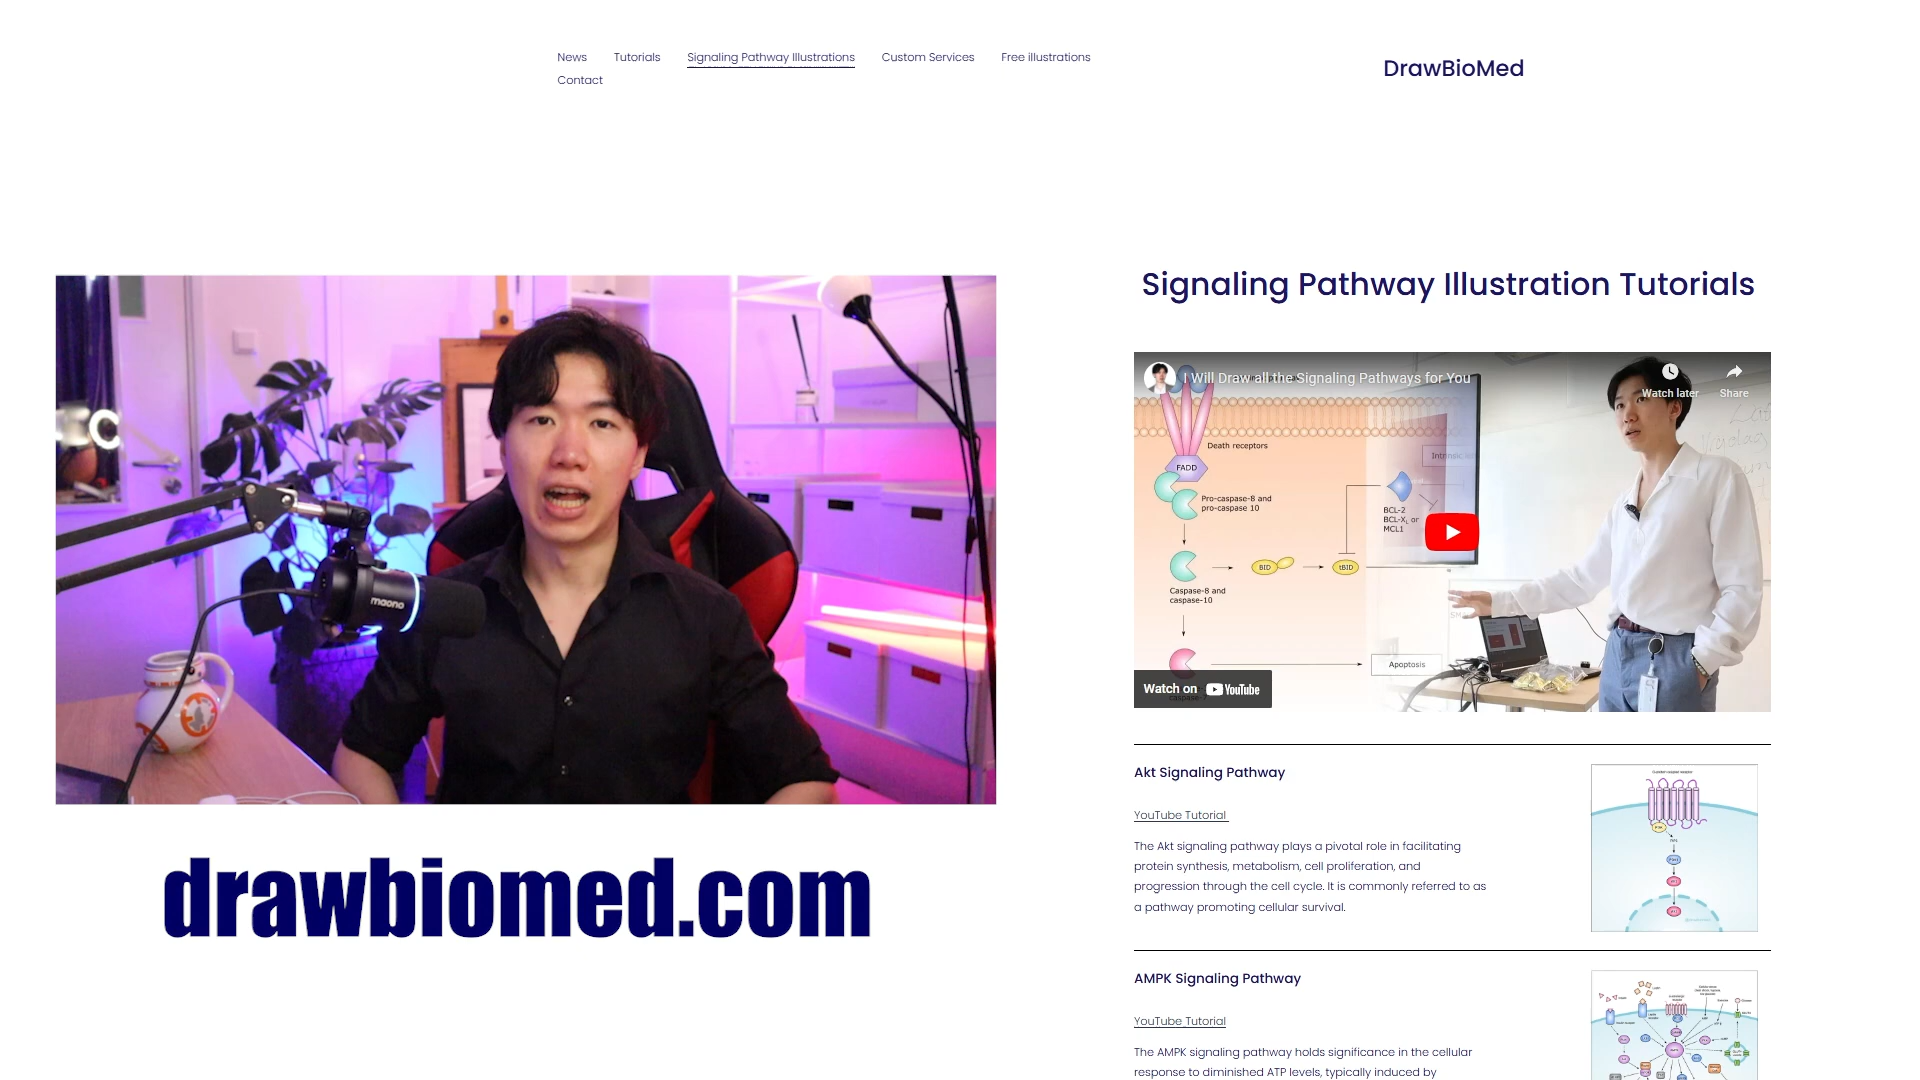 News Tutorials Signaling Pathway Illustrations Custom Services Free illustrations
Contact
DrawBioMed
maono
drawbiomed.com
Signaling Pathway Illustration Tutorials
I Will Draw all the Signaling Pathways for You
Watch later
Share
Death receptors
FADD
Pro-caspase-8 and
pro-caspase 10
BCL-2
BCL-XL or
MCL1
BID
tBID
Caspase-8 and
caspase-10
Apoptosis
Watch on YouTube
Akt Signaling Pathway
YouTube Tutorial
The Akt signaling pathway plays a pivotal role in facilitating
protein synthesis, metabolism, cell proliferation, and
progression through the cell cycle. It is commonly referred to as
a pathway promoting cellular survival.
AMPK Signaling Pathway
YouTube Tutorial
The AMPK signaling pathway holds significance in the cellular
response to diminished ATP levels, typically induced by